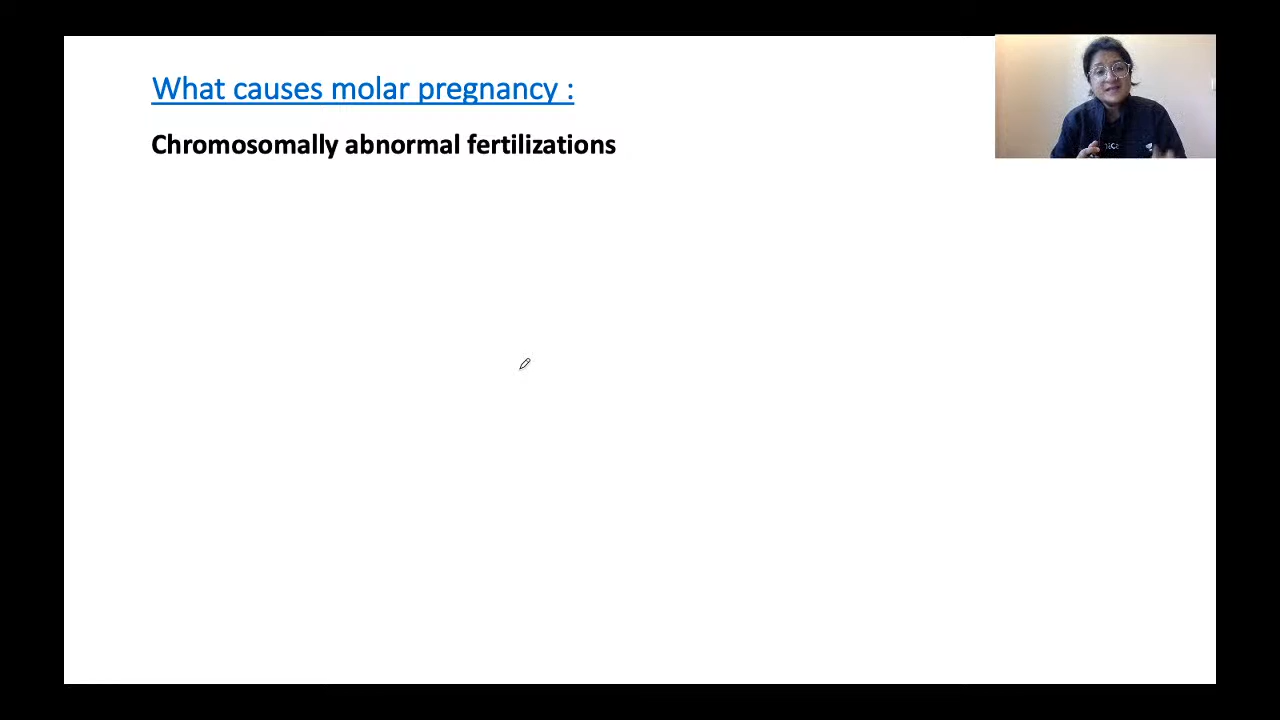 What causes molar pregnancy :
Chromosomally abnormal fertilizations